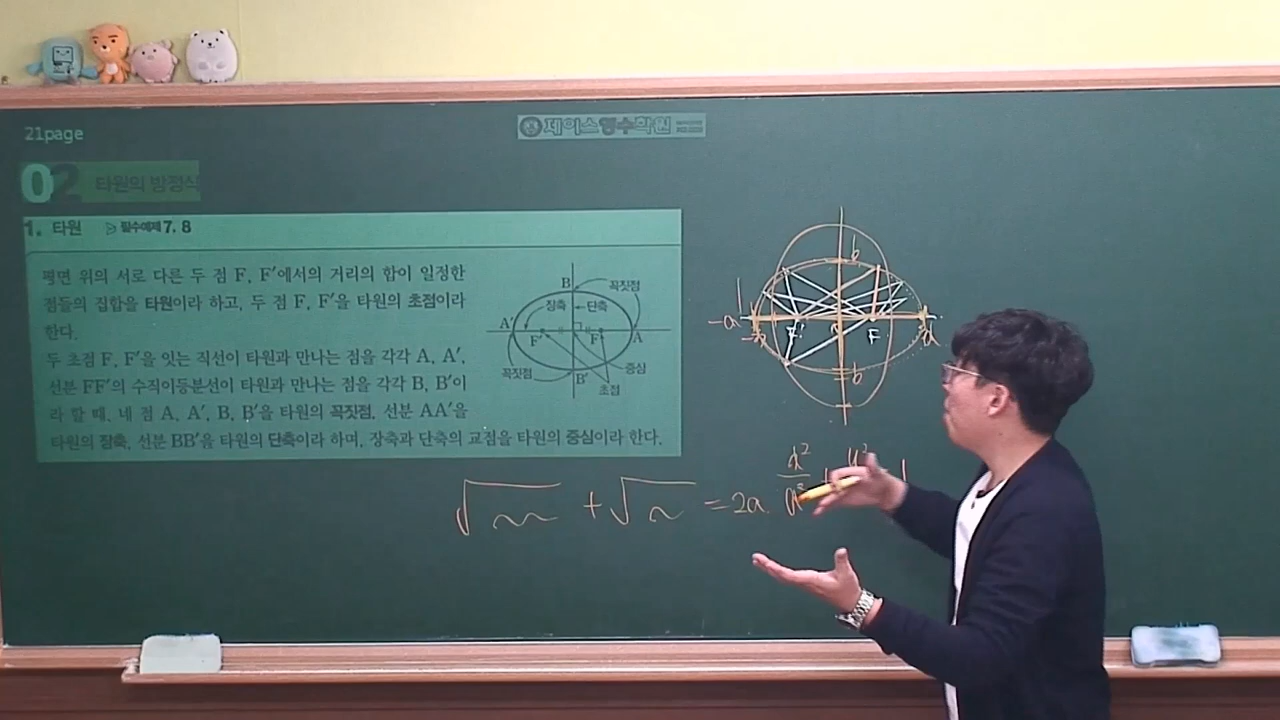 21page
제이스영수학원
02 타원의 방정식
1. 타원 ▷ 필수예제 7, 8
평면 위의 서로 다른 두 점 F, F′에서의 거리의 합이 일정한
점들의 집합을 타원이라 하고, 두 점 F, F′을 타원의 초점이라
한다.
두 초점 F, F′을 잇는 직선이 타원과 만나는 점을 각각 A, A′,
선분 FF′의 수직이등분선이 타원과 만나는 점을 각각 B, B′이
라 할 때, 네 점 A, A′, B, B′을 타원의 꼭짓점, 선분 AA′을
타원의 장축, 선분 BB′을 타원의 단축이라 하며, 장축과 단축의 교점을 타원의 중심이라 한다.
B 꼭짓점
장축 단축
A′ F′ F A
꼭짓점 B′ 중심
초점
b
-a F′ F a
b
√ + √ = 2a.
x²
a²